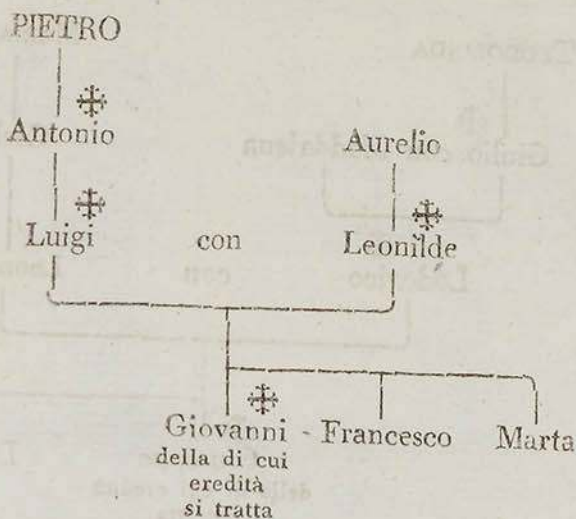 PIETRO
Antonio Aurelio
Luigi con Leonilde
Giovanni - Francesco Marta
della di cui
eredità
si tratta